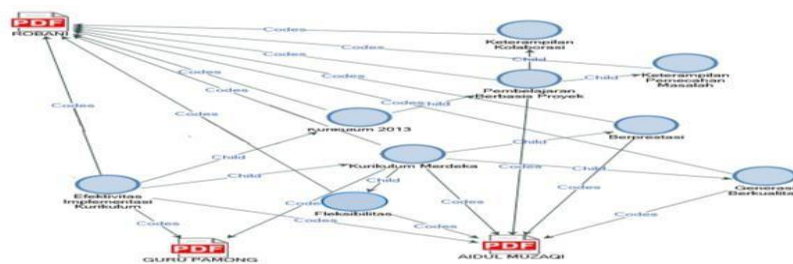 PDF
ROBANI
Codes
Keterampilan
Kolaborasi
Codes
Child
Codes
Child
Keterampilan
Pemecahan
Masalah
Codes
Codes
Pembelajaran
Berbasis Proyek
Codes
Child
Codes
Codes
Kurikulum 2013
Child
Berprestasi
Child
Child
Kurikulum Merdeka
Codes
Child
Child
Efektivitas
Implementasi
Kurikulum
Codes
Generasi
Berkualitas
Fleksibilitas
Codes
Codes
Codes
Codes
Codes
Codes
PDF
GURU PAMONG
PDF
AIDUL MUZAQI